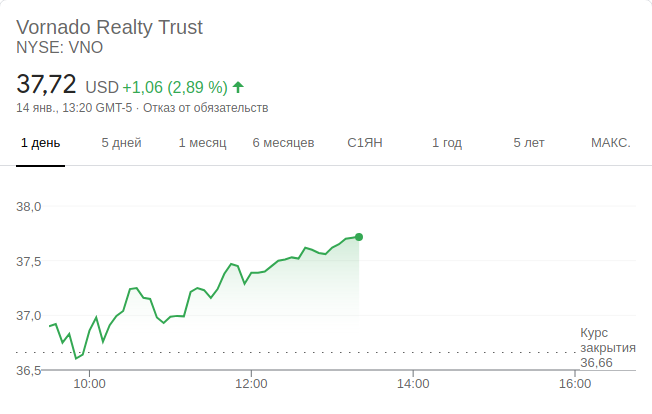 Vornado Realty Trust
NYSE: VNO
37,72 USD +1,06 (2,89 %)
14 янв., 13:20 GMT-5 · Отказ от обязательств
1 день 5 дней 1 месяц 6 месяцев С1ЯН 1 год 5 лет МАКС.
38,0
37,5
37,0
Курс
закрытия
36,66
36,5
10:00 12:00 14:00 16:00